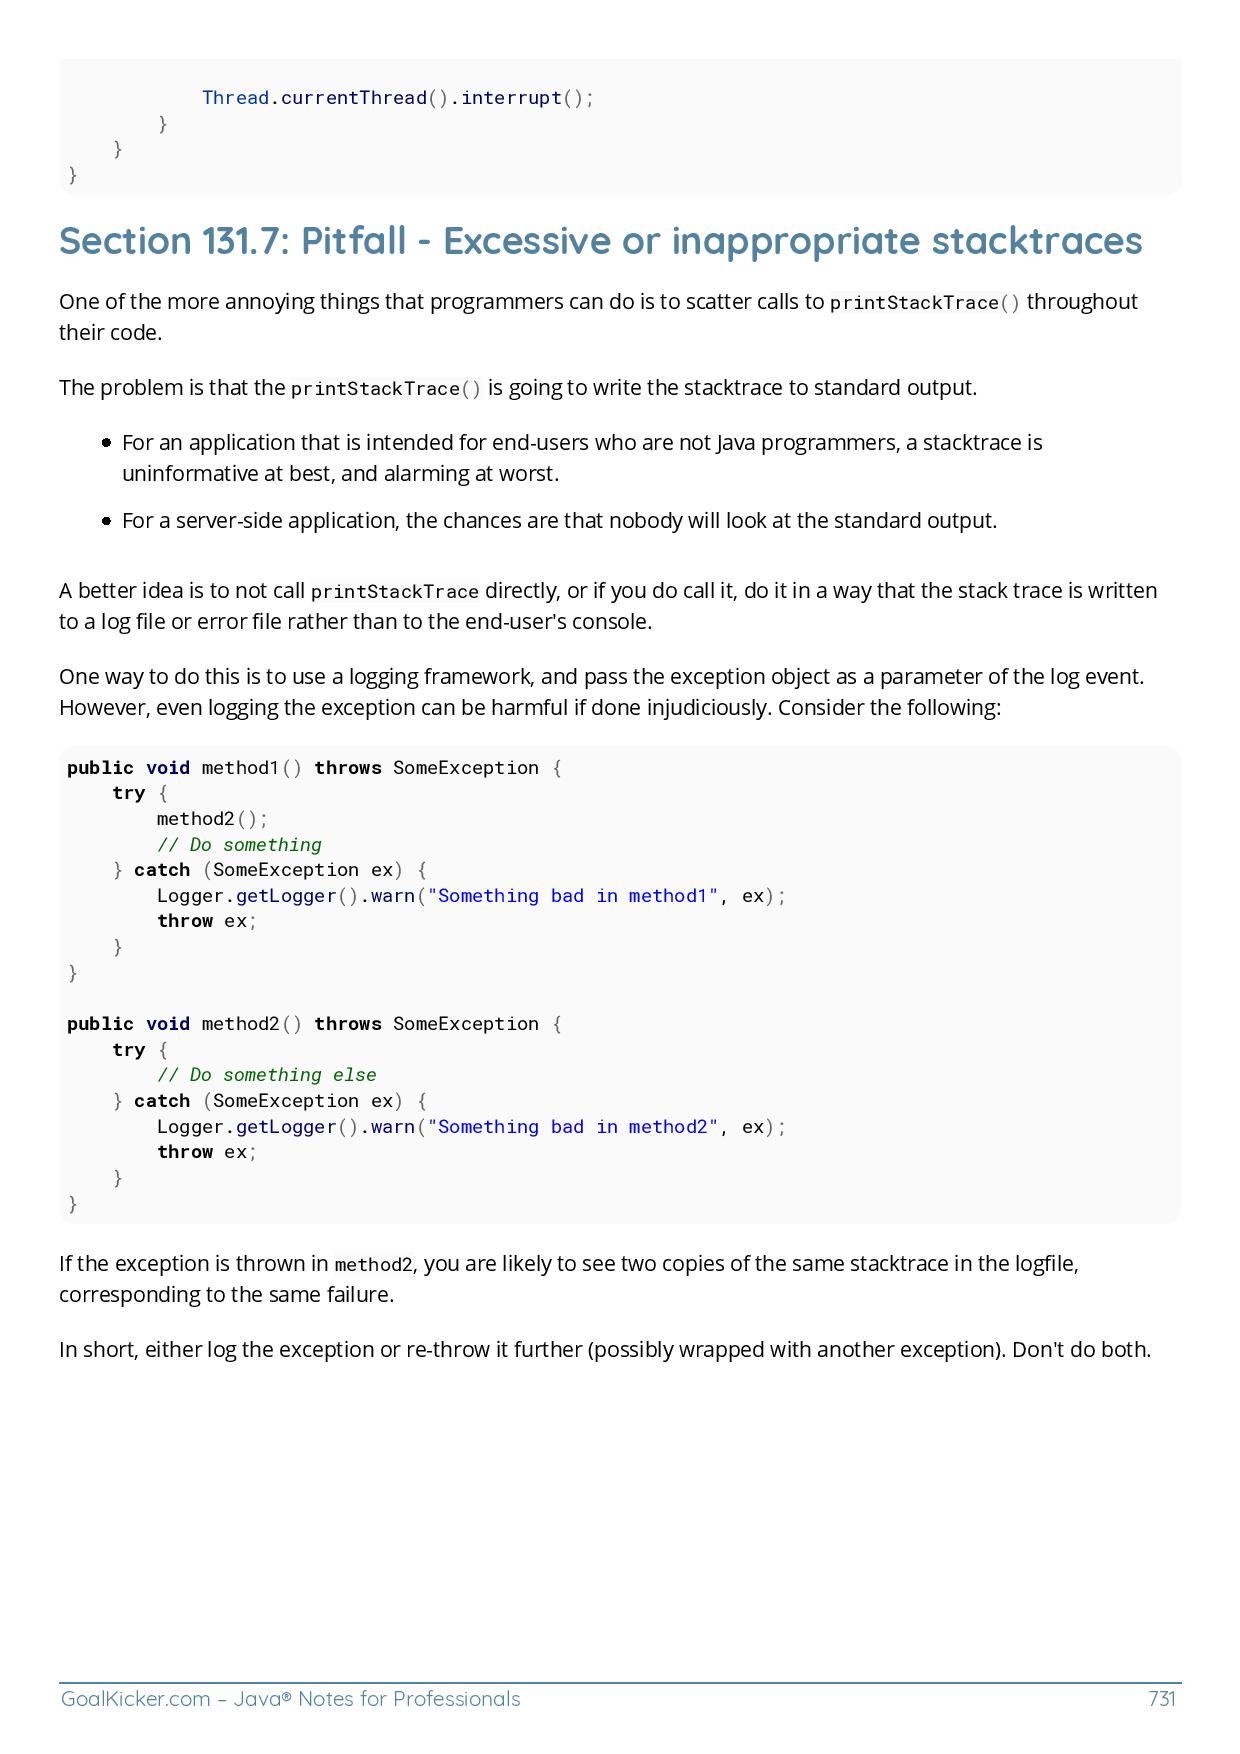 Thread.currentThread().interrupt();
}
}
}
Section 131.7: Pitfall - Excessive or inappropriate stacktraces
One of the more annoying things that programmers can do is to scatter calls to printStackTrace() throughout
their code.
The problem is that the printStackTrace() is going to write the stacktrace to standard output.
• For an application that is intended for end-users who are not Java programmers, a stacktrace is
uninformative at best, and alarming at worst.
• For a server-side application, the chances are that nobody will look at the standard output.
A better idea is to not call printStackTrace directly, or if you do call it, do it in a way that the stack trace is written
to a log file or error file rather than to the end-user's console.
One way to do this is to use a logging framework, and pass the exception object as a parameter of the log event.
However, even logging the exception can be harmful if done injudiciously. Consider the following:
public void method1() throws SomeException {
try {
method2();
// Do something
} catch (SomeException ex) {
Logger.getLogger().warn("Something bad in method1", ex);
throw ex;
}
}
public void method2() throws SomeException {
try {
// Do something else
} catch (SomeException ex) {
Logger.getLogger().warn("Something bad in method2", ex);
throw ex;
}
}
If the exception is thrown in method2, you are likely to see two copies of the same stacktrace in the logfile,
corresponding to the same failure.
In short, either log the exception or re-throw it further (possibly wrapped with another exception). Don't do both.
GoalKicker.com – Java® Notes for Professionals 731